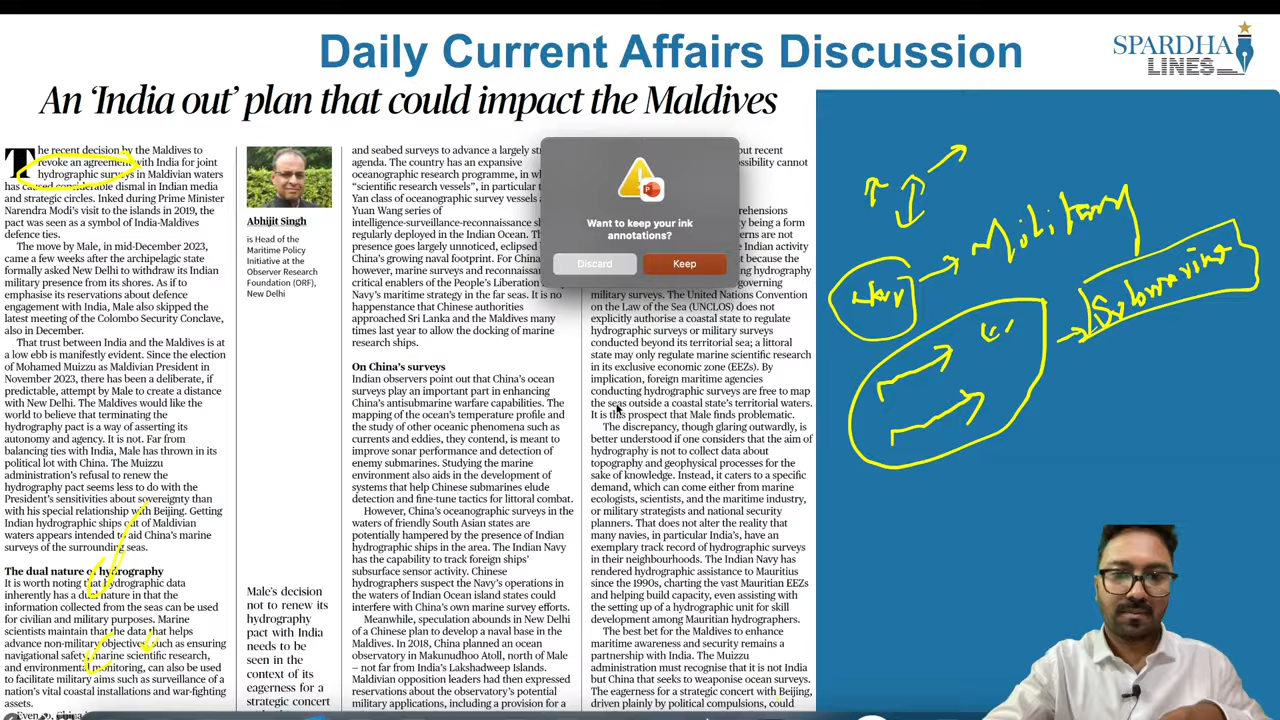 Daily Current Affairs Discussion
SPARDHA
LINES
An ‘India out’ plan that could impact the Maldives
The recent decision by the Maldives to
revoke an agreement with India for joint
hydrographic surveys in Maldivian waters
has caused considerable dismal in Indian media
and strategic circles. Inked during Prime Minister
Narendra Modi's visit to the islands in 2019, the
pact was seen as a symbol of India-Maldives
defence ties.
The move by Male, in mid-December 2023,
came a few weeks after the archipelagic state
formally asked New Delhi to withdraw its Indian
military presence from its shores. As if to
emphasise its reservations about defence
engagement with India, Male also skipped the
latest meeting of the Colombo Security Conclave,
also in December.
That trust between India and the Maldives is at
a low ebb is manifestly evident. Since the election
of Mohamed Muizzu as Maldivian President in
November 2023, there has been a deliberate, if
predictable, attempt by Male to create a distance
with New Delhi. The Maldives would like the
world to believe that terminating the
hydrography pact is a way of asserting its
autonomy and agency. It is not. Far from
balancing ties with India, Male has thrown in its
political lot with China. The Muizzu
administration's refusal to renew the
hydrography pact seems less to do with the
President's sensitivities about sovereignty than
with his special relationship with Beijing. Getting
Indian hydrographic ships out of Maldivian
waters appears intended to aid China's marine
surveys of the surrounding seas.
The dual nature of hydrography
It is worth noting that hydrographic data
inherently has a dual nature in that the
information collected from the seas can be used
for civilian and military purposes. Marine
scientists maintain that the data that helps
advance non-military objectives such as ensuring
navigational safety, marine scientific research,
and environmental monitoring, can also be used
to facilitate military aims such as surveillance of a
nation's vital coastal installations and war-fighting
assets.
Abhijit Singh
is Head of the
Maritime Policy
Initiative at the
Observer Research
Foundation (ORF),
New Delhi
Male's decision
not to renew its
hydrography
pact with India
needs to be
seen in the
context of its
eagerness for a
strategic concert
and seabed surveys to advance a largely
agenda. The country has an expansive
oceanographic research programme, in
“scientific research vessels”, in particular
Yan class of oceanographic survey vessels
Yuan Wang series of
intelligence-surveillance-reconnaissance
regularly deployed in the Indian Ocean.
presence goes largely unnoticed, eclipsed
China's growing naval footprint. For
however, marine surveys and
critical enablers of the People's Liberation
Navy's maritime strategy in the far seas. It is no
happenstance that Chinese authorities
approached Sri Lanka and the Maldives many
times last year to allow the docking of marine
research ships.
On China's surveys
Indian observers point out that China's ocean
surveys play an important part in enhancing
China's antisubmarine warfare capabilities. The
mapping of the ocean's temperature profile and
the study of other oceanic phenomena such as
currents and eddies, they contend, is meant to
improve sonar performance and detection of
enemy submarines. Studying the marine
environment also aids in the development of
systems that help Chinese submarines elude
detection and fine-tune tactics for littoral combat.
However, China's oceanographic surveys in the
waters of friendly South Asian states are
potentially hampered by the presence of Indian
hydrographic ships in the area. The Indian Navy
has the capability to track foreign ships'
subsurface sensor activity. Chinese
hydrographers suspect the Navy's operations in
the waters of Indian Ocean island states could
interfere with China's own marine survey efforts.
Meanwhile, speculation abounds in New Delhi
of a Chinese plan to develop a naval base in the
Maldives. In 2018, China planned an ocean
observatory in Makunudhoo Atoll, north of Male
— not far from India's Lakshadweep Islands.
Maldivian opposition leaders had then expressed
reservations about the observatory's potential
military applications, including a provision for a
but recent
possibility cannot
being a form
are not
the Indian activity
because the
hydrography
governing
military surveys. The United Nations Convention
on the Law of the Sea (UNCLOS) does not
explicitly authorise a coastal state to regulate
hydrographic surveys or military surveys
conducted beyond its territorial sea; a littoral
state may only regulate marine scientific research
in its exclusive economic zone (EEZs). By
implication, foreign maritime agencies
conducting hydrographic surveys are free to map
the seas outside a coastal state's territorial waters.
It is this prospect that Male finds problematic.
The discrepancy, though glaring outwardly, is
better understood if one considers that the aim of
hydrography is not to collect data about
topography and geophysical processes for the
sake of knowledge. Instead, it caters to a specific
demand, which can come either from marine
ecologists, scientists, and the maritime industry,
or military strategists and national security
planners. That does not alter the reality that
many navies, in particular India's, have an
exemplary track record of hydrographic surveys
in their neighbourhoods. The Indian Navy has
rendered hydrographic assistance to Mauritius
since the 1990s, charting the vast Mauritian EEZs
and helping build capacity, even assisting with
the setting up of a hydrographic unit for skill
development among Mauritian hydrographers.
The best bet for the Maldives to enhance
maritime awareness and security remains a
partnership with India. The Muizzu
administration must recognise that it is not India
but China that seeks to weaponise ocean surveys.
The eagerness for a strategic concert with Beijing,
driven plainly by political compulsions, could
Want to keep your ink
annotations?
Discard
Keep
Military